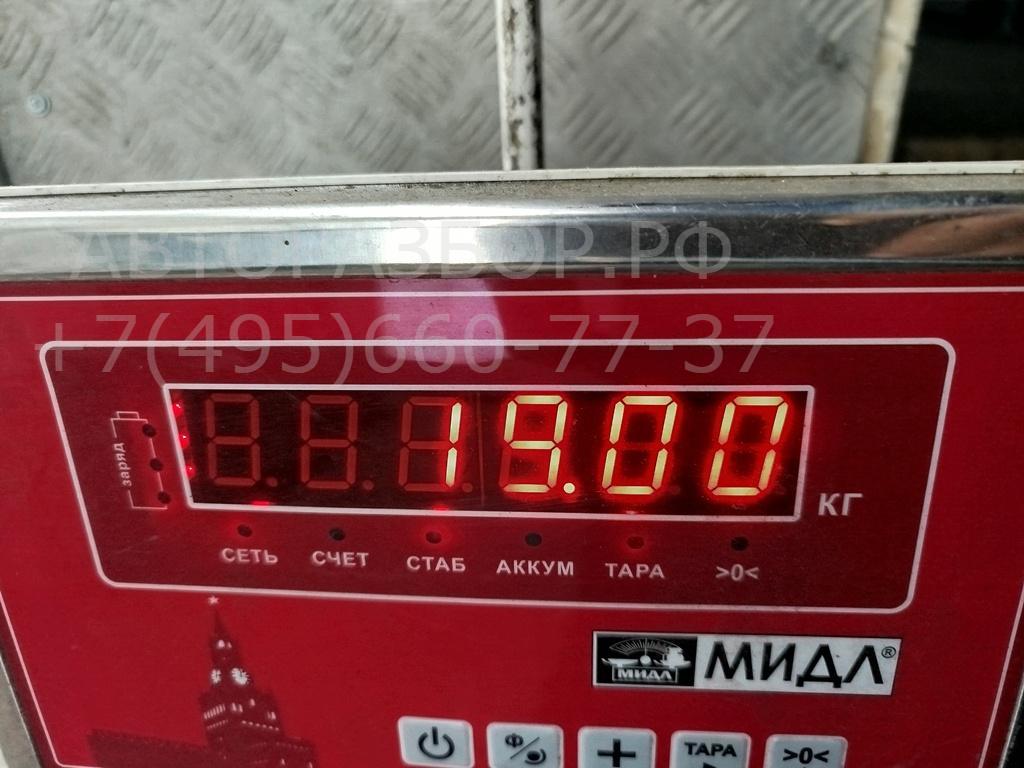 АВТОРАЗБОР.РФ
+7(495)660-77-37
заряд
19.00
КГ
СЕТЬ СЧЕТ СТАБ АККУМ ТАРА >0<
МИДЛ МИДЛ®
Ф + ТАРА >0<